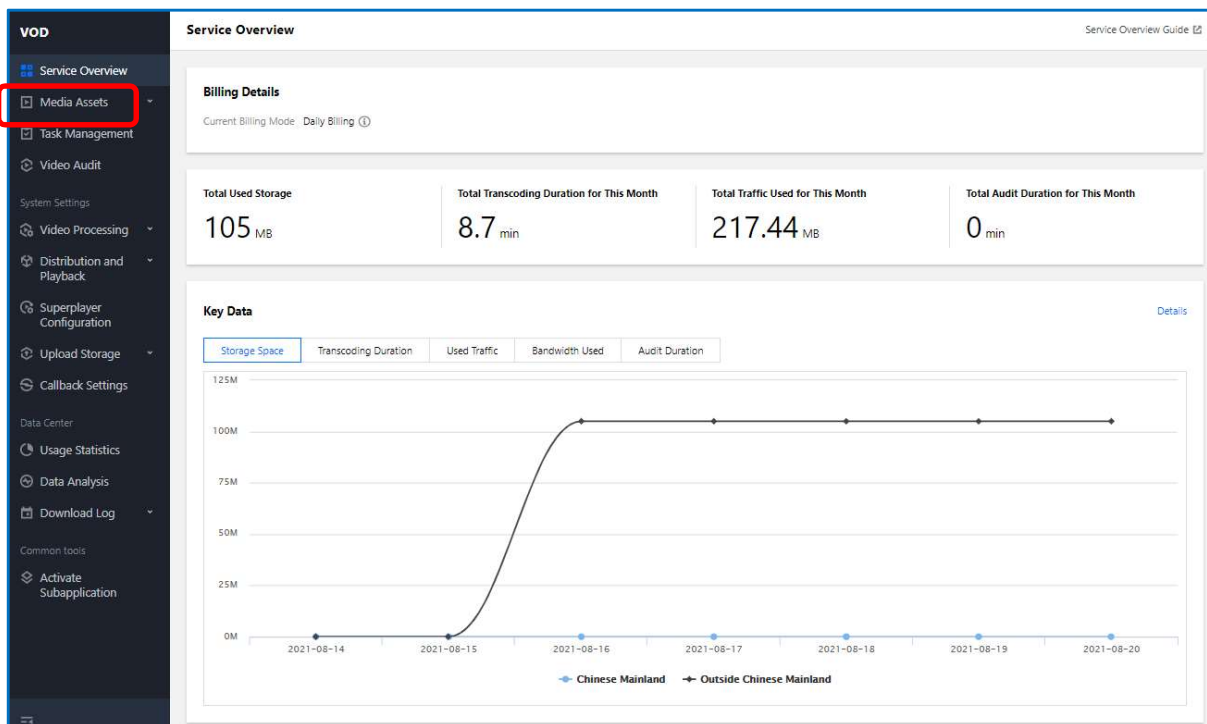 VOD
Service Overview
Media Assets
Task Management
Video Audit
System Settings
Video Processing
Distribution and
Playback
Superplayer
Configuration
Upload Storage
Callback Settings
Data Center
Usage Statistics
Data Analysis
Download Log
Common tools
Activate
Subapplication
Service Overview
Service Overview Guide
Billing Details
Current Billing Mode Daily Billing
Total Used Storage
105 MB
Total Transcoding Duration for This Month
8.7 min
Total Traffic Used for This Month
217.44 MB
Total Audit Duration for This Month
0 min
Key Data
Details
Storage Space Transcoding Duration Used Traffic Bandwidth Used Audit Duration
125M
100M
75M
50M
25M
0M
2021-08-14 2021-08-15 2021-08-16 2021-08-17 2021-08-18 2021-08-19 2021-08-20
Chinese Mainland Outside Chinese Mainland